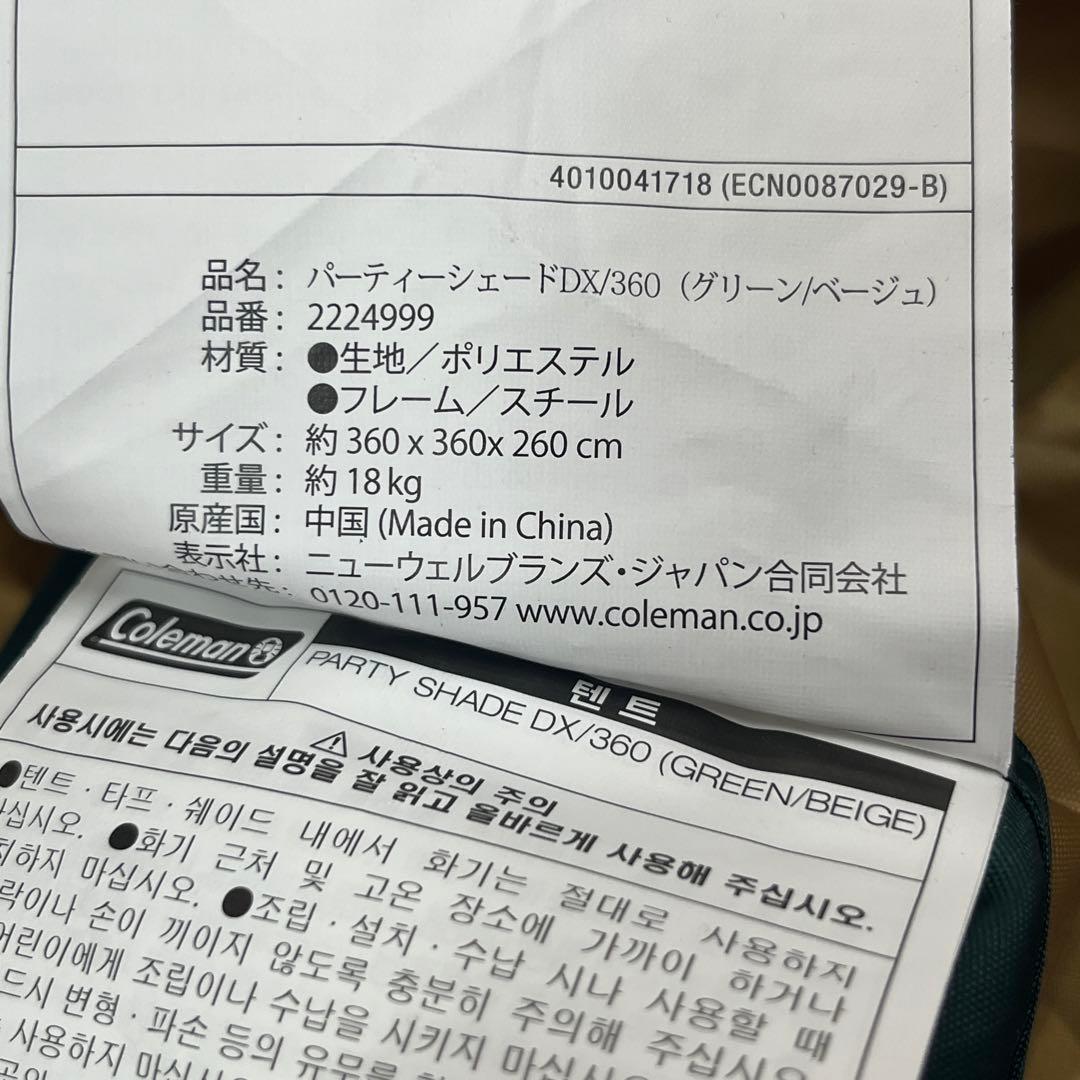 4010041718 (ECN0087029-B)
品名： パーティーシェードDX/360（グリーン/ベージュ）
品番： 2224999
材質： ●生地／ポリエステル
●フレーム／スチール
サイズ： 約 360 x 360x 260 cm
重量： 約 18 kg
原産国： 中国 (Made in China)
表示社： ニューウェルブランズ・ジャパン合同会社
0120-111-957 www.coleman.co.jp
Coleman
텐 트
PARTY SHADE DX/360 (GREEN/BEIGE)
⚠ 사용상의 주의
사용시에는 다음의 설명을 잘 읽고 올바르게 사용해 주십시오.
●텐트 · 타프 · 쉐이드 내에서 화기는 절대로 사용하지
마십시오. ●화기 근처 및 고온 장소에 가까이 하거나
하지 마십시오. ●조립 · 설치 · 수납 시나 사용할 때
락이나 손이 끼이지 않도록 충분히 주의해 주십시오
어린이에게 조립이나 수납을 시키지 마십
드시 변형 · 파손 등의 유무를
사용하지 마십시오